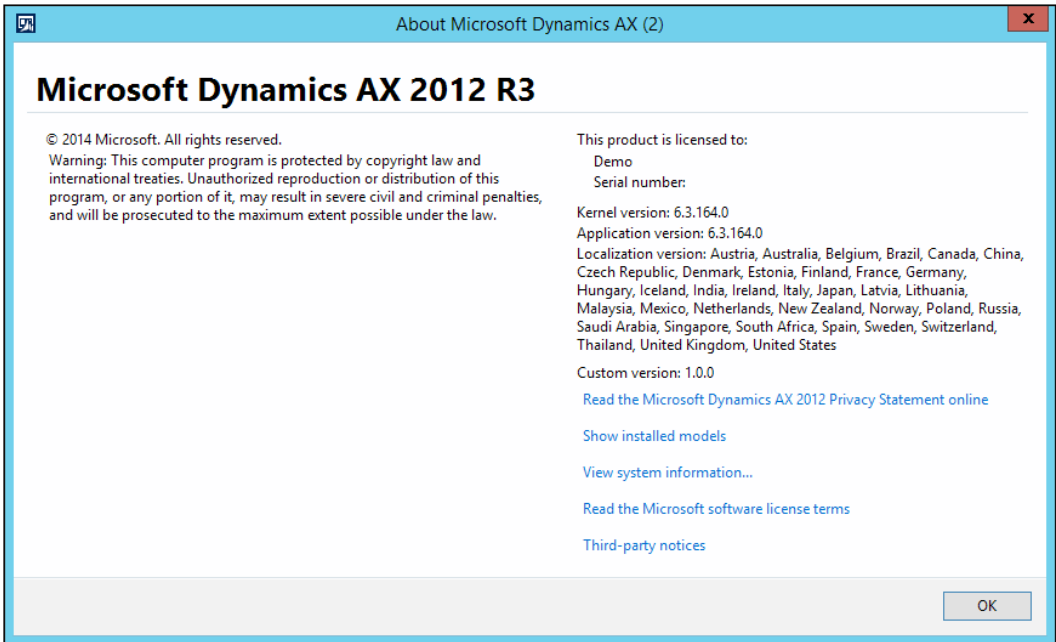 About Microsoft Dynamics AX (2)
x
Microsoft Dynamics AX 2012 R3
© 2014 Microsoft. All rights reserved.
Warning: This computer program is protected by copyright law and
international treaties. Unauthorized reproduction or distribution of this
program, or any portion of it, may result in severe civil and criminal penalties,
and will be prosecuted to the maximum extent possible under the law.
This product is licensed to:
Demo
Serial number:
Kernel version: 6.3.164.0
Application version: 6.3.164.0
Localization version: Austria, Australia, Belgium, Brazil, Canada, China,
Czech Republic, Denmark, Estonia, Finland, France, Germany,
Hungary, Iceland, India, Ireland, Italy, Japan, Latvia, Lithuania,
Malaysia, Mexico, Netherlands, New Zealand, Norway, Poland, Russia,
Saudi Arabia, Singapore, South Africa, Spain, Sweden, Switzerland,
Thailand, United Kingdom, United States
Custom version: 1.0.0
Read the Microsoft Dynamics AX 2012 Privacy Statement online
Show installed models
View system information...
Read the Microsoft software license terms
Third-party notices
OK